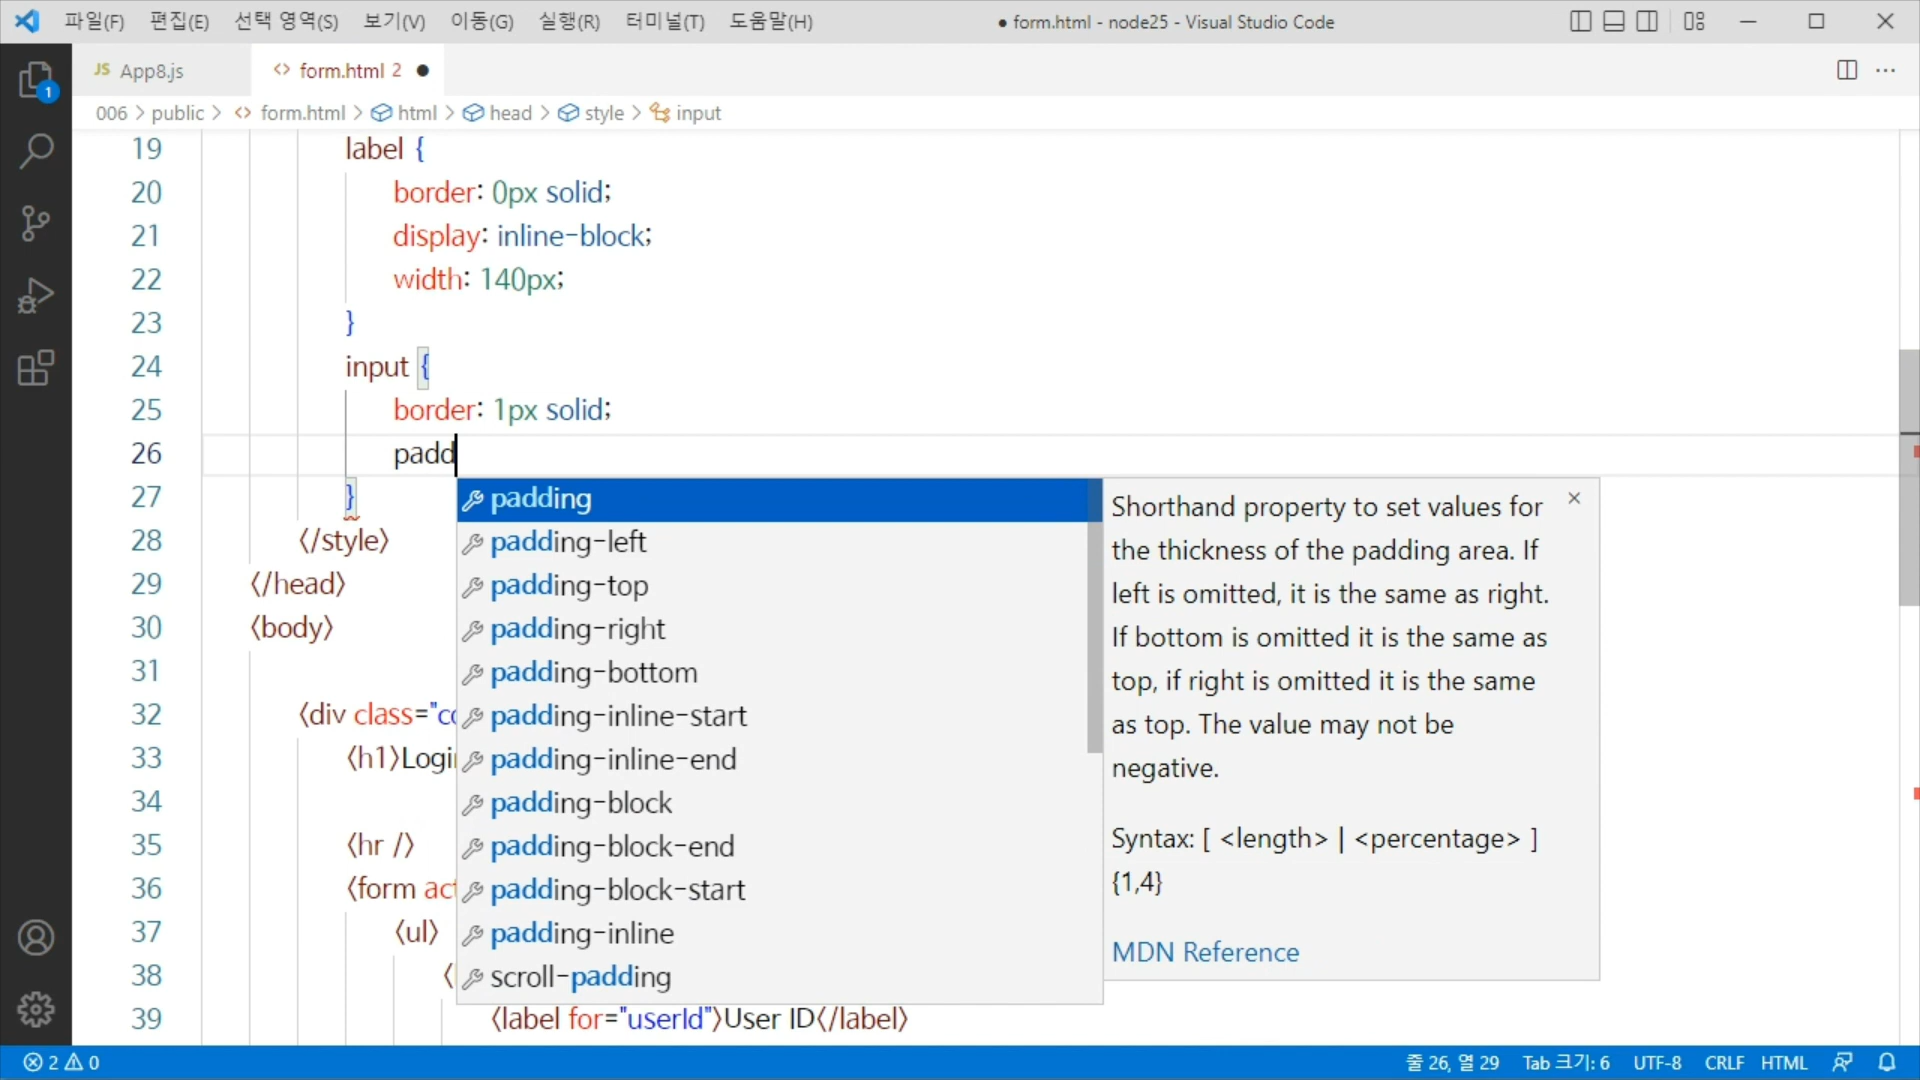 파일(F) 편집(E) 선택 영역(S) 보기(V) 이동(G) 실행(R) 터미널(T) 도움말(H) ● form.html - node25 - Visual Studio Code
JS App8.js <> form.html 2 ●
1
006 > public > <> form.html > html > head > style > input
19 label {
20 border: 0px solid;
21 display: inline-block;
22 width: 140px;
23 }
24 input {
25 border: 1px solid;
26 padd
27 }
28 </style>
29 </head>
30 <body>
31
32 <div class="co
33 <h1>Login
34
35 <hr />
36 <form act
37 <ul>
38 <
39 <label for="userId">User ID</label>
padding
padding-left
padding-top
padding-right
padding-bottom
padding-inline-start
padding-inline-end
padding-block
padding-block-end
padding-block-start
padding-inline
scroll-padding
Shorthand property to set values for
the thickness of the padding area. If
left is omitted, it is the same as right.
If bottom is omitted it is the same as
top, if right is omitted it is the same
as top. The value may not be
negative.
Syntax: [ <length> | <percentage> ]
{1,4}
MDN Reference
2 0 줄 26, 열 29 Tab 크기: 6 UTF-8 CRLF HTML